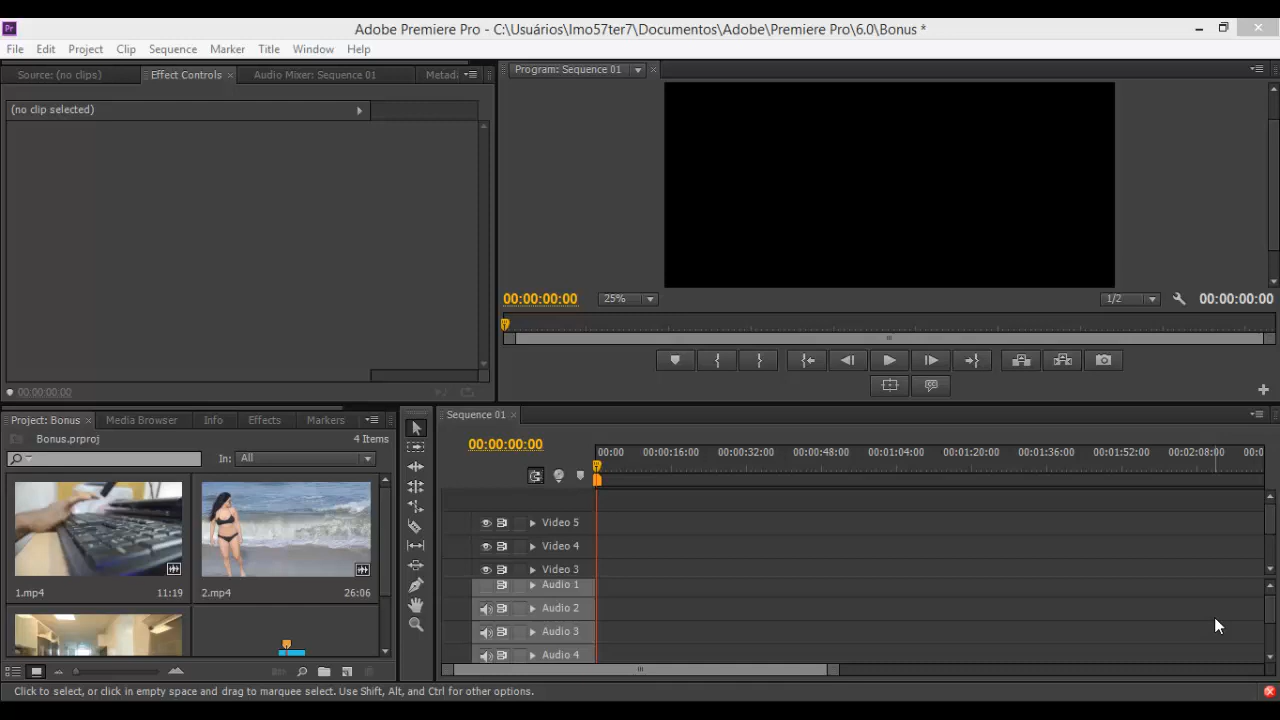 Pr
Adobe Premiere Pro - C:\Usuários\Imo57ter7\Documentos\Adobe\Premiere Pro\6.0\Bonus *
File Edit Project Clip Sequence Marker Title Window Help
Source: (no clips) Effect Controls Audio Mixer: Sequence 01
Program: Sequence 01
(no clip selected)
00:00:00:00 25% 1/2 00:00:00:00
00:00:00:00
Project: Bonus Media Browser Info Effects Markers
Sequence 01
Bonus.prproj 4 Items
In: All
00:00:00:00
00:00 00:00:16:00 00:00:32:00 00:00:48:00 00:01:04:00 00:01:20:00 00:01:36:00 00:01:52:00 00:02:08:00
Video 5
Video 4
Video 3
Audio 1
Audio 2
Audio 3
Audio 4
1.mp4 11:19
2.mp4 26:06
Click to select, or click in empty space and drag to marquee select. Use Shift, Alt, and Ctrl for other options.